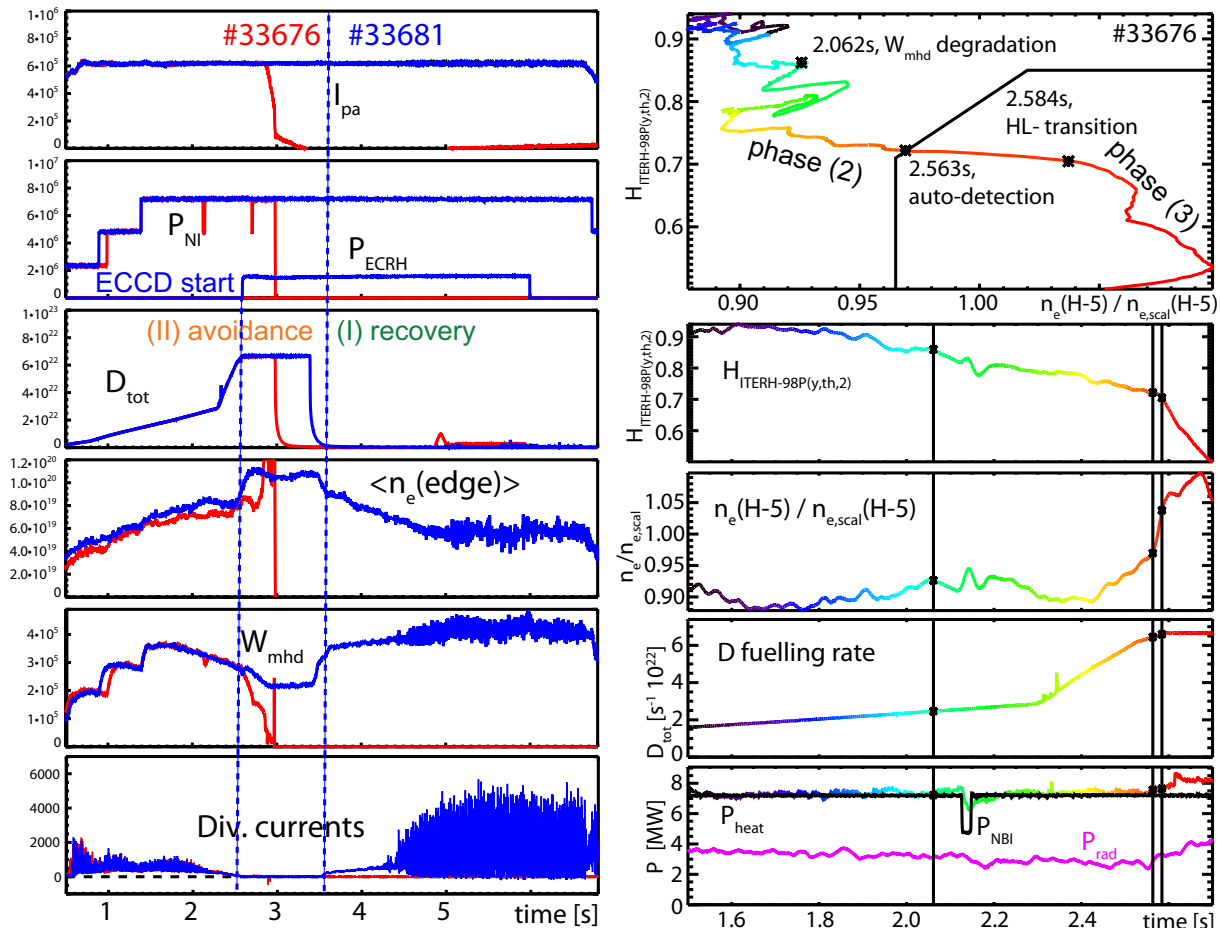 #33676 #33681
1•10⁶
8•10⁵
6•10⁵
4•10⁵
2•10⁵
0
I_pa
1•10⁷
8•10⁶
6•10⁶
4•10⁶
2•10⁶
0
P_NI
P_ECRH
ECCD start
1•10²³
8•10²²
6•10²²
4•10²²
2•10²²
0
(II) avoidance (I) recovery
D_tot
1.2•10²⁰
1.0•10²⁰
8.0•10¹⁹
6.0•10¹⁹
4.0•10¹⁹
2.0•10¹⁹
0
<n_e(edge)>
4•10⁵
3•10⁵
2•10⁵
1•10⁵
0
W_mhd
6000
4000
2000
0
Div. currents
1 2 3 4 5 time [s]
#33676
0.9
0.8
0.7
0.6
H_ITERH-98P(y,th,2)
2.062s, W_mhd degradation
2.584s,
HL- transition
phase (2)
2.563s,
auto-detection
phase (3)
0.90 0.95 1.00 n_e(H-5) / n_e,scal(H-5)
H_ITERH-98P(y,th,2)
0.9
0.8
0.7
0.6
H_ITERH-98P(y,th,2)
n_e/n_e,scal
1.05
1.00
0.95
0.90
n_e(H-5) / n_e,scal(H-5)
D_tot [s⁻¹ 10²²]
6
4
2
0
D fuelling rate
P [MW]
8
6
4
2
0
P_heat
P_NBI
P_rad
1.6 2.0 2.2 2.4 time [s]